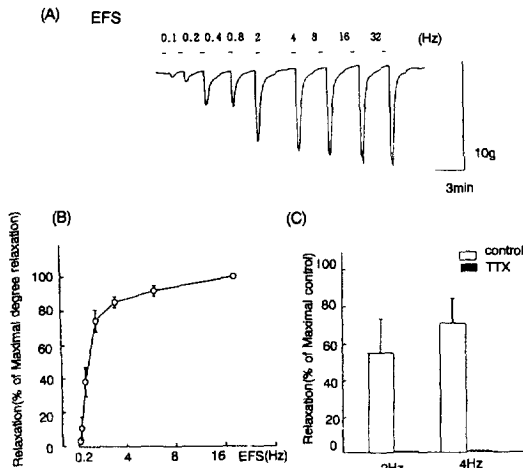 (A) EFS
0.1 0.2 0.4 0.8 2 4 8 16 32 (Hz)
10g
3min
(B)
Relaxation(% of Maximal degree relaxation)
100
80
60
40
20
0
0.2 4 8 16 EFS(Hz)
(C)
control
TTX
Relaxation(% of Maximal control)
100
80
60
40
20
0
2Hz 4Hz